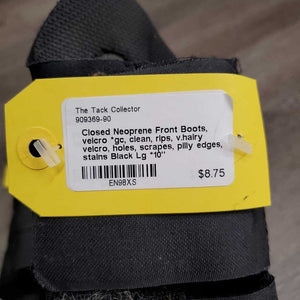 The Tack Collector
909369-90
Closed Neoprene Front Boots,
velcro *gc, clean, rips, v.hairy
velcro, holes, scrapes, pilly edges,
stains Black Lg *10"
EN98XS
$8.75